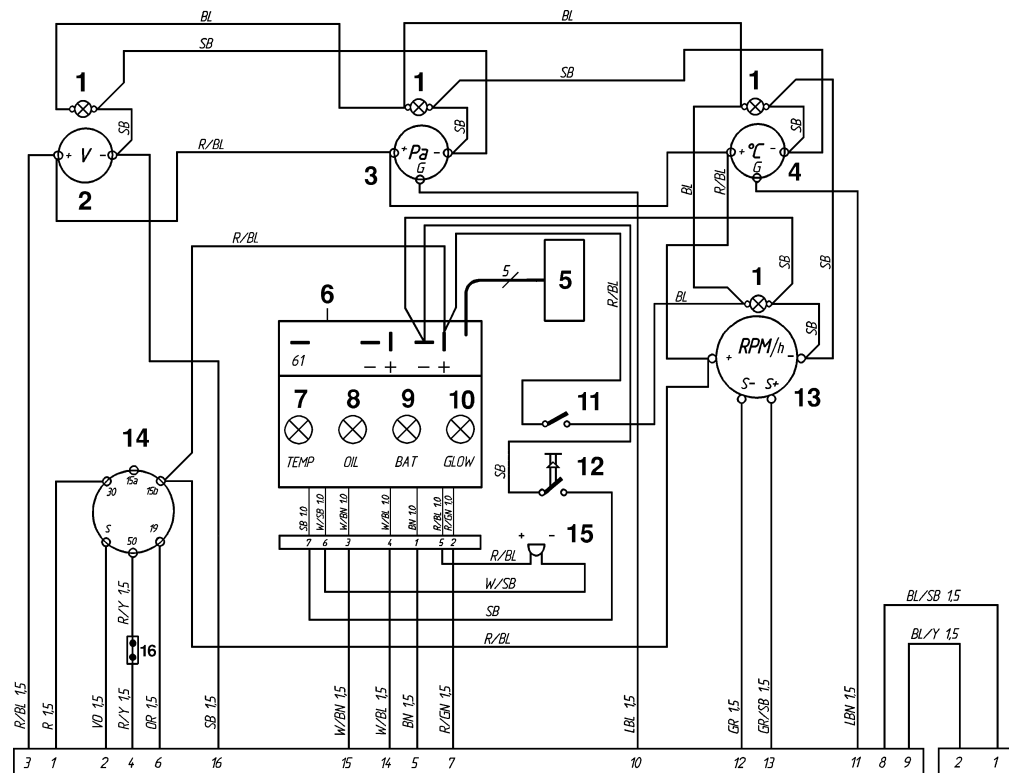 BL
BL
SB
SB
1
1
1
SB
SB
SB
+ V -
+ Pa -
G
+ °C -
G
2
3
4
R/BL
BL
R/BL
R/BL
5
5
R/BL
SB
SB
6
1
BL
SB
61
- + - +
RPM/h
+ -
S- S+
13
7 8 9 10
TEMP OIL BAT GLOW
11
12
SB
14
30 15a 15b
S 50 19
SB 1.0
W/SB 1.0
W/BN 1.0
W/BL 1.0
BN 1.0
R/BL 1.0
R/GN 1.0
7 6 3 4 1 5 2
+ - 15
R/BL
W/SB
SB
R/BL
R/Y 1,5
16
BL/SB 1,5
BL/Y 1,5
R/BL 1,5
R 1,5
VO 1,5
R/Y 1,5
OR 1,5
SB 1,5
W/BN 1,5
W/BL 1,5
BN 1,5
R/GN 1,5
LBL 1,5
GR 1,5
GR/SB 1,5
LBN 1,5
3 1 2 4 6 16 15 14 5 7 10 12 13 11 8 9 2 1